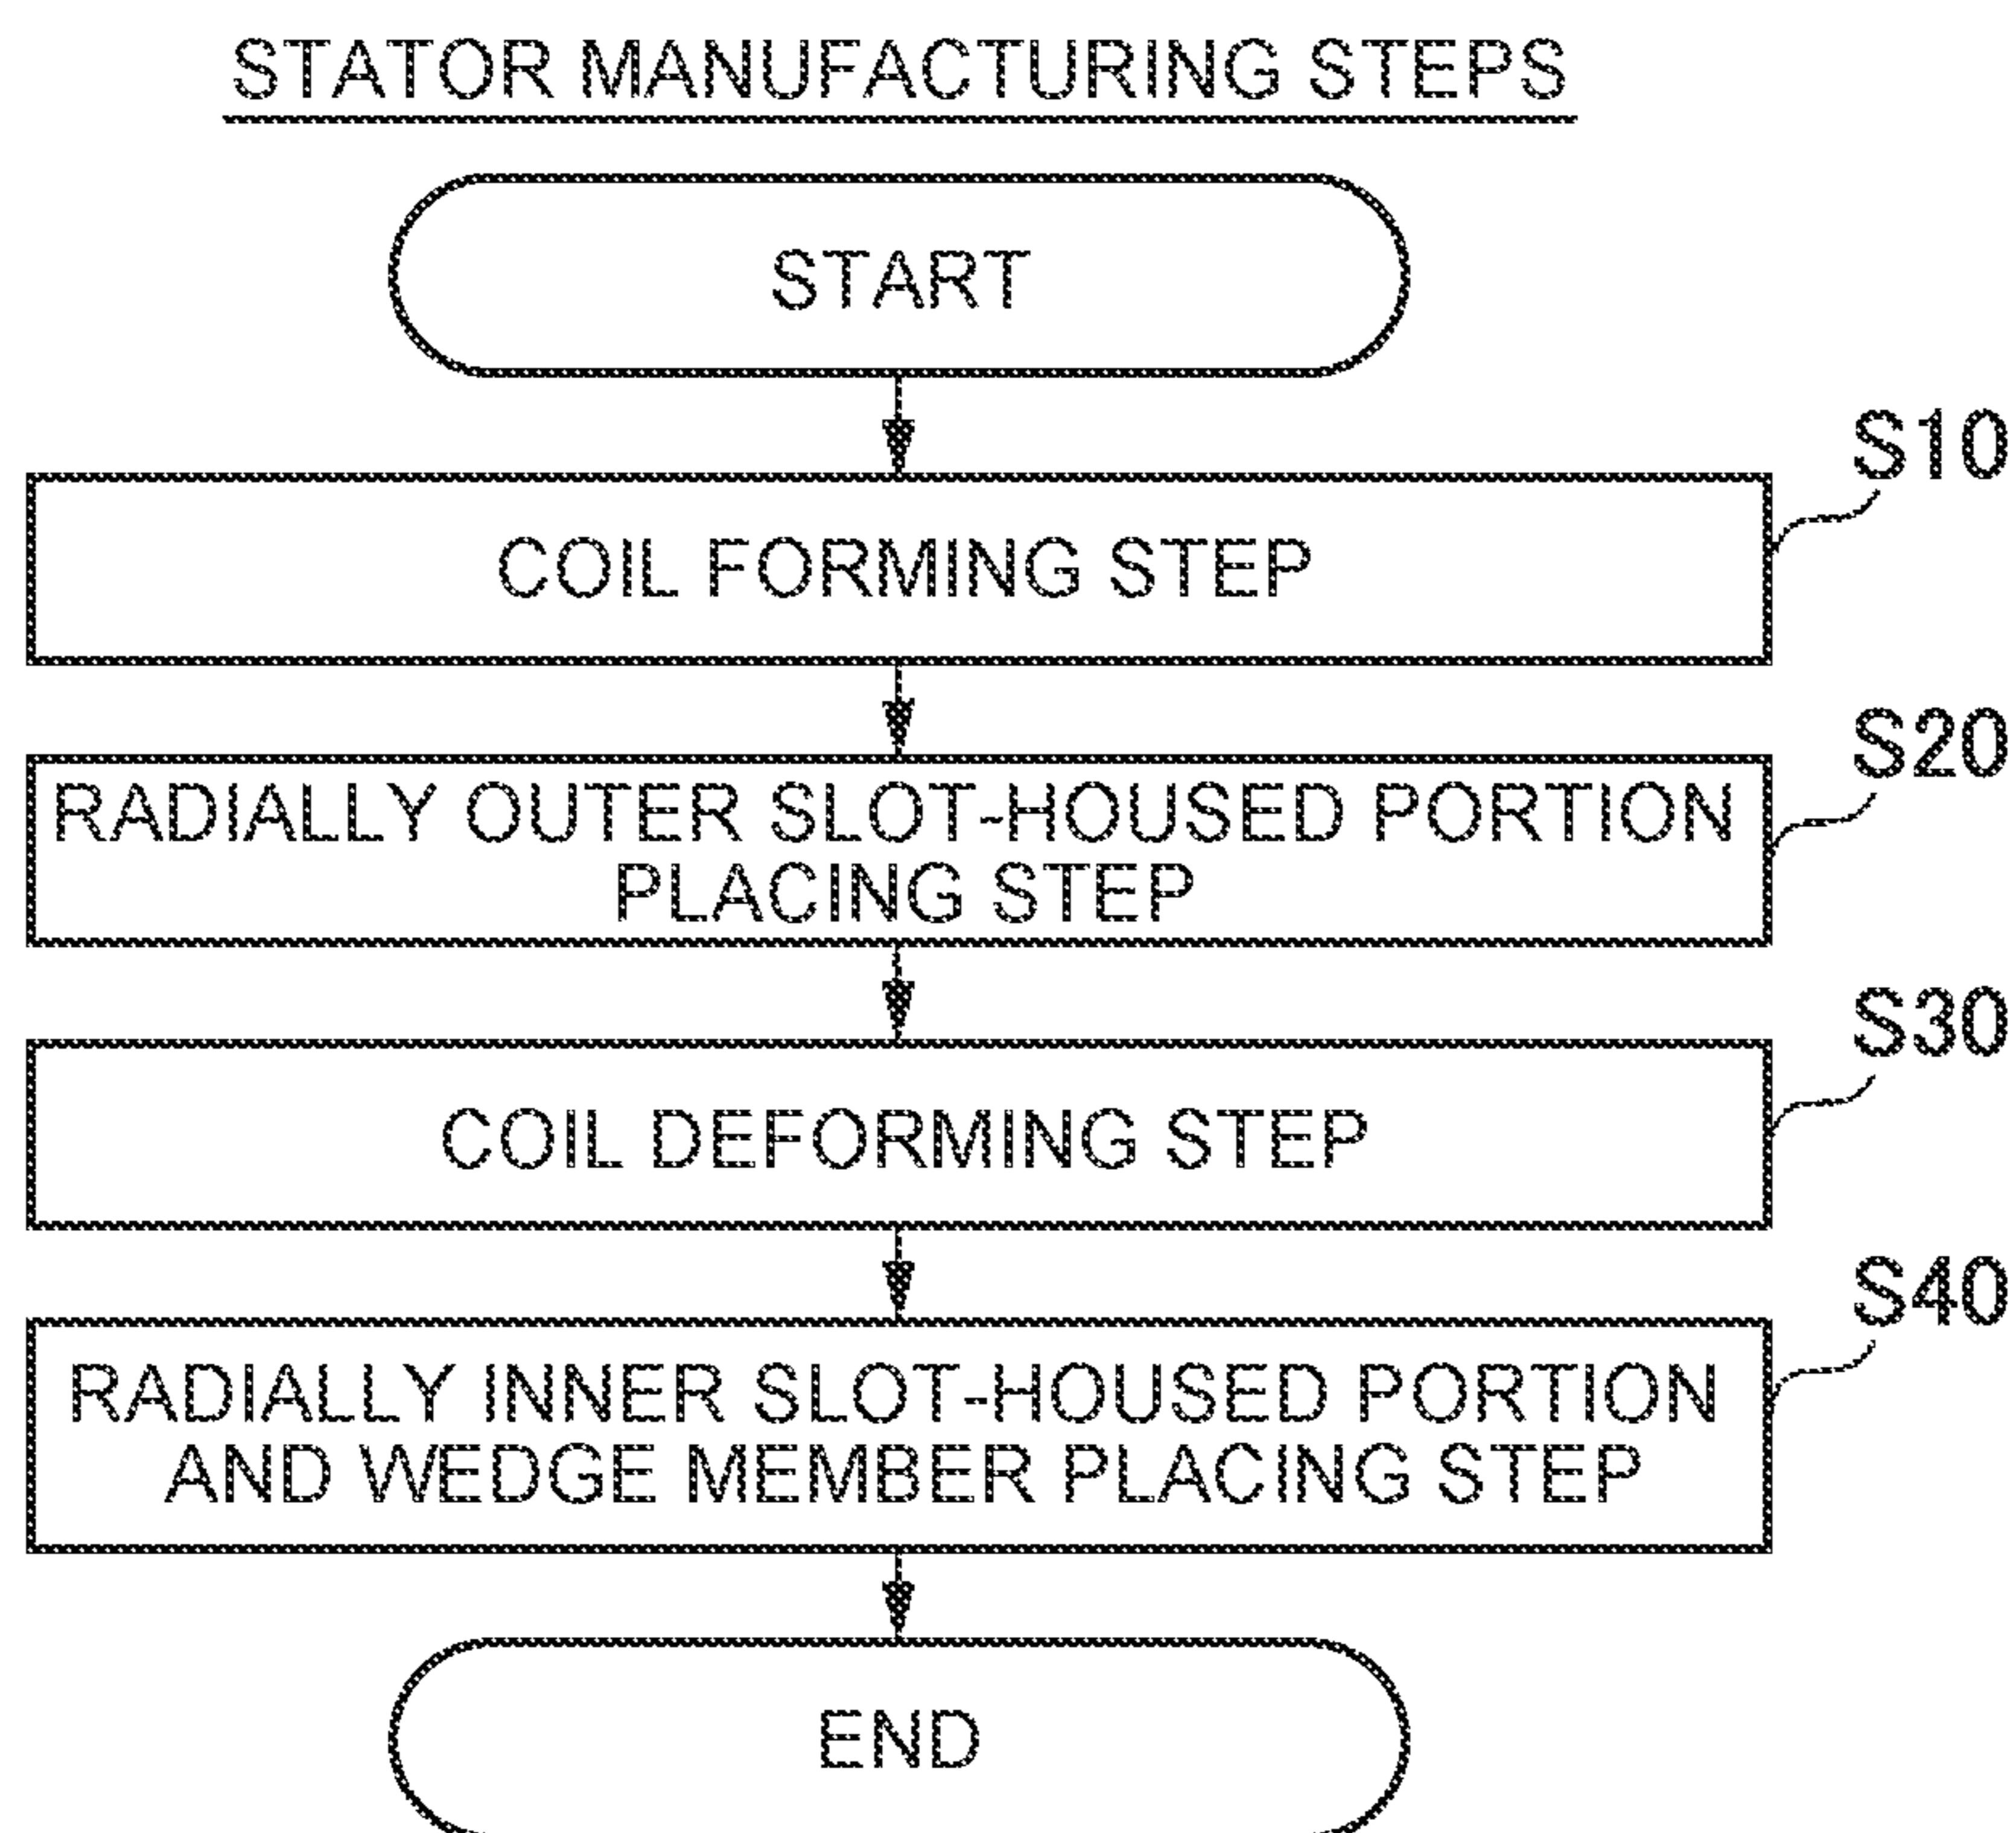 STATOR MANUFACTURING STEPS
START
S10
COIL FORMING STEP
S20
RADIALLY OUTER SLOT-HOUSED PORTION
PLACING STEP
S30
COIL DEFORMING STEP
S40
RADIALLY INNER SLOT-HOUSED PORTION
AND WEDGE MEMBER PLACING STEP
END